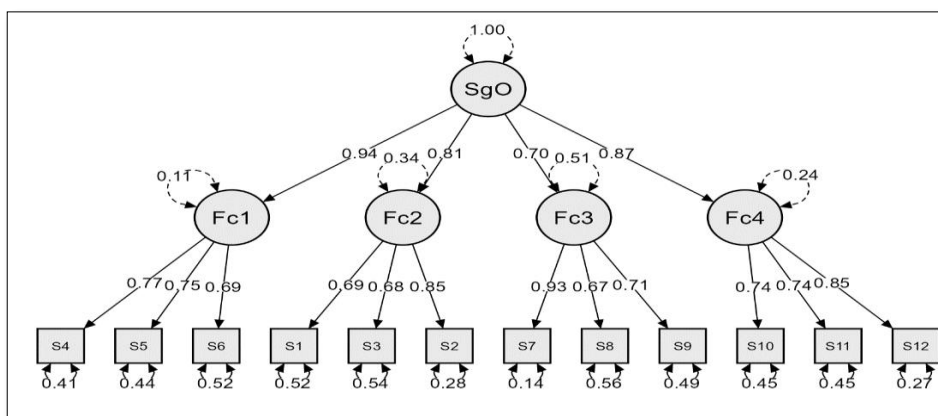 1.00
SgO
0.94 0.81 0.70 0.87
0.11 0.34 0.51 0.24
Fc1 Fc2 Fc3 Fc4
0.77 0.75 0.69 0.69 0.68 0.85 0.93 0.67 0.71 0.74 0.74 0.85
S4 S5 S6 S1 S3 S2 S7 S8 S9 S10 S11 S12
0.41 0.44 0.52 0.52 0.54 0.28 0.14 0.56 0.49 0.45 0.45 0.27